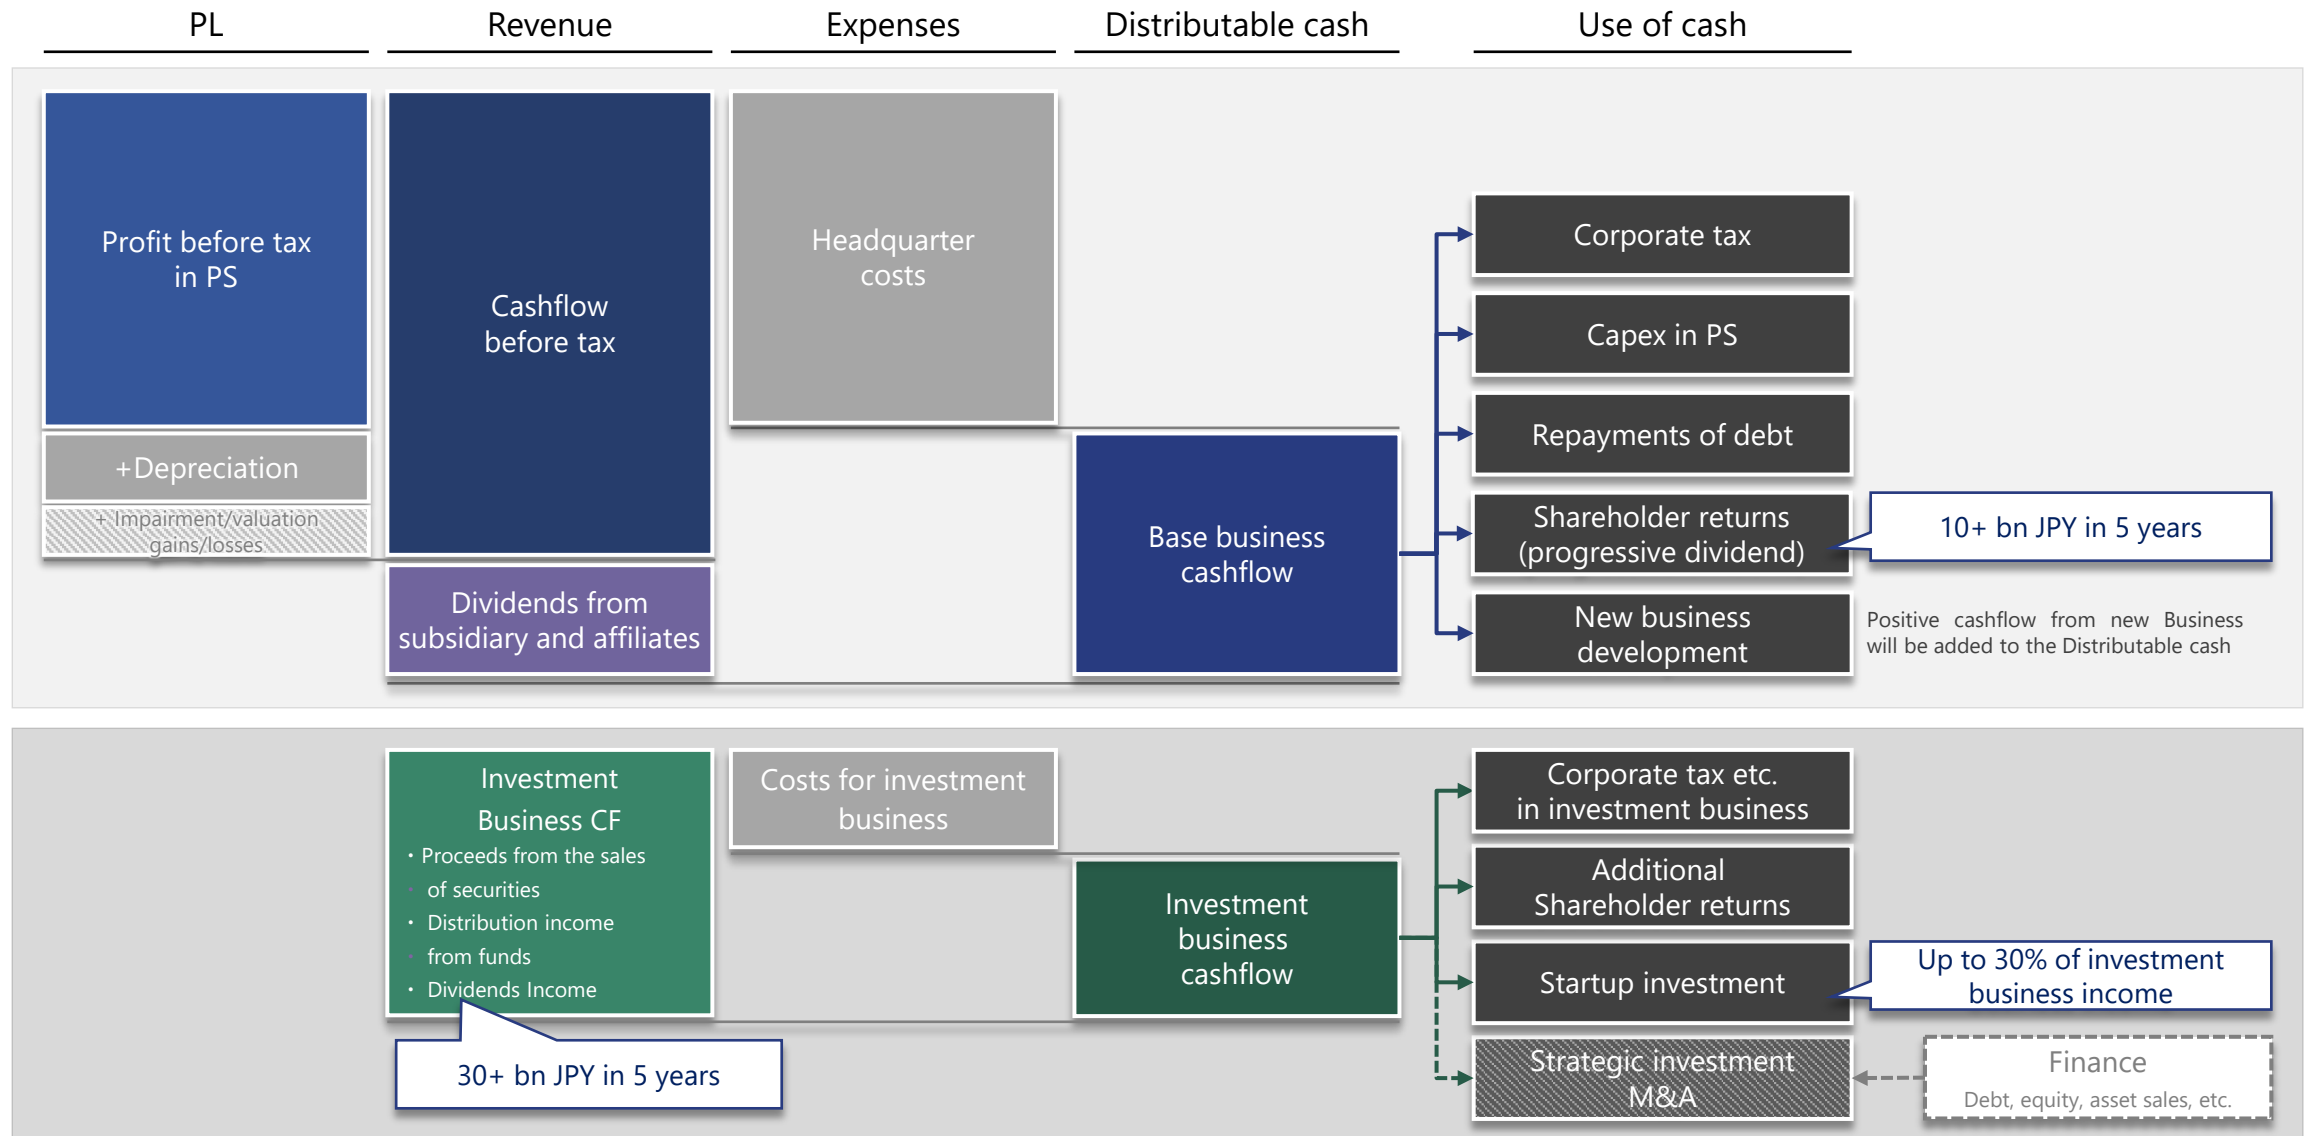 PL
Revenue
Expenses
Distributable cash
Use of cash
Profit before tax
in PS
+Depreciation
+ Impairment/valuation
gains/losses
Cashflow
before tax
Dividends from
subsidiary and affiliates
Headquarter
costs
Base business
cashflow
Corporate tax
Capex in PS
Repayments of debt
Shareholder returns
(progressive dividend)
10+ bn JPY in 5 years
New business
development
Positive cashflow from new Business
will be added to the Distributable cash
Investment
Business CF
・Proceeds from the sales
・ of securities
・ Distribution income
・ from funds
・ Dividends Income
30+ bn JPY in 5 years
Costs for investment
business
Investment
business
cashflow
Corporate tax etc.
in investment business
Additional
Shareholder returns
Startup investment
Up to 30% of investment
business income
Strategic investment
M&A
Finance
Debt, equity, asset sales, etc.